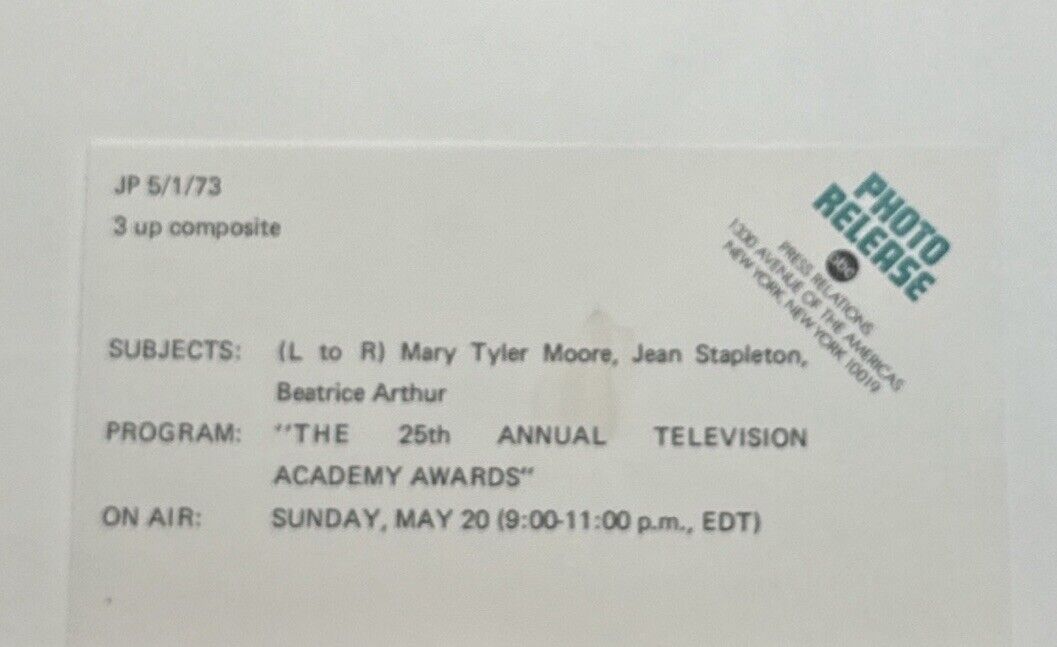 JP 5/1/73
3 up composite
PHOTO
RELEASE
abc
PRESS RELATIONS
1330 AVENUE OF THE AMERICAS
NEW YORK, NEW YORK 10019
SUBJECTS: (L to R) Mary Tyler Moore, Jean Stapleton,
Beatrice Arthur
PROGRAM: "THE 25th ANNUAL TELEVISION
ACADEMY AWARDS"
ON AIR: SUNDAY, MAY 20 (9:00-11:00 p.m., EDT)